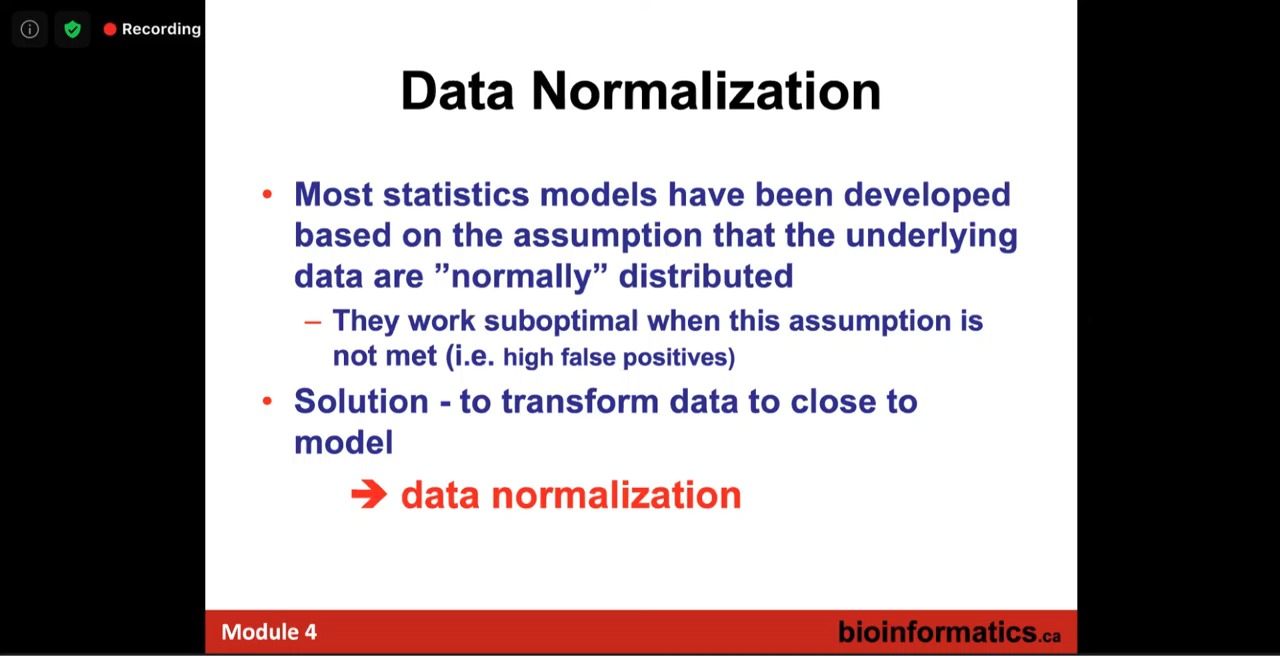 Recording
Data Normalization
• Most statistics models have been developed
based on the assumption that the underlying
data are ”normally” distributed
– They work suboptimal when this assumption is
not met (i.e. high false positives)
• Solution - to transform data to close to
model
➔ data normalization
Module 4
bioinformatics.ca